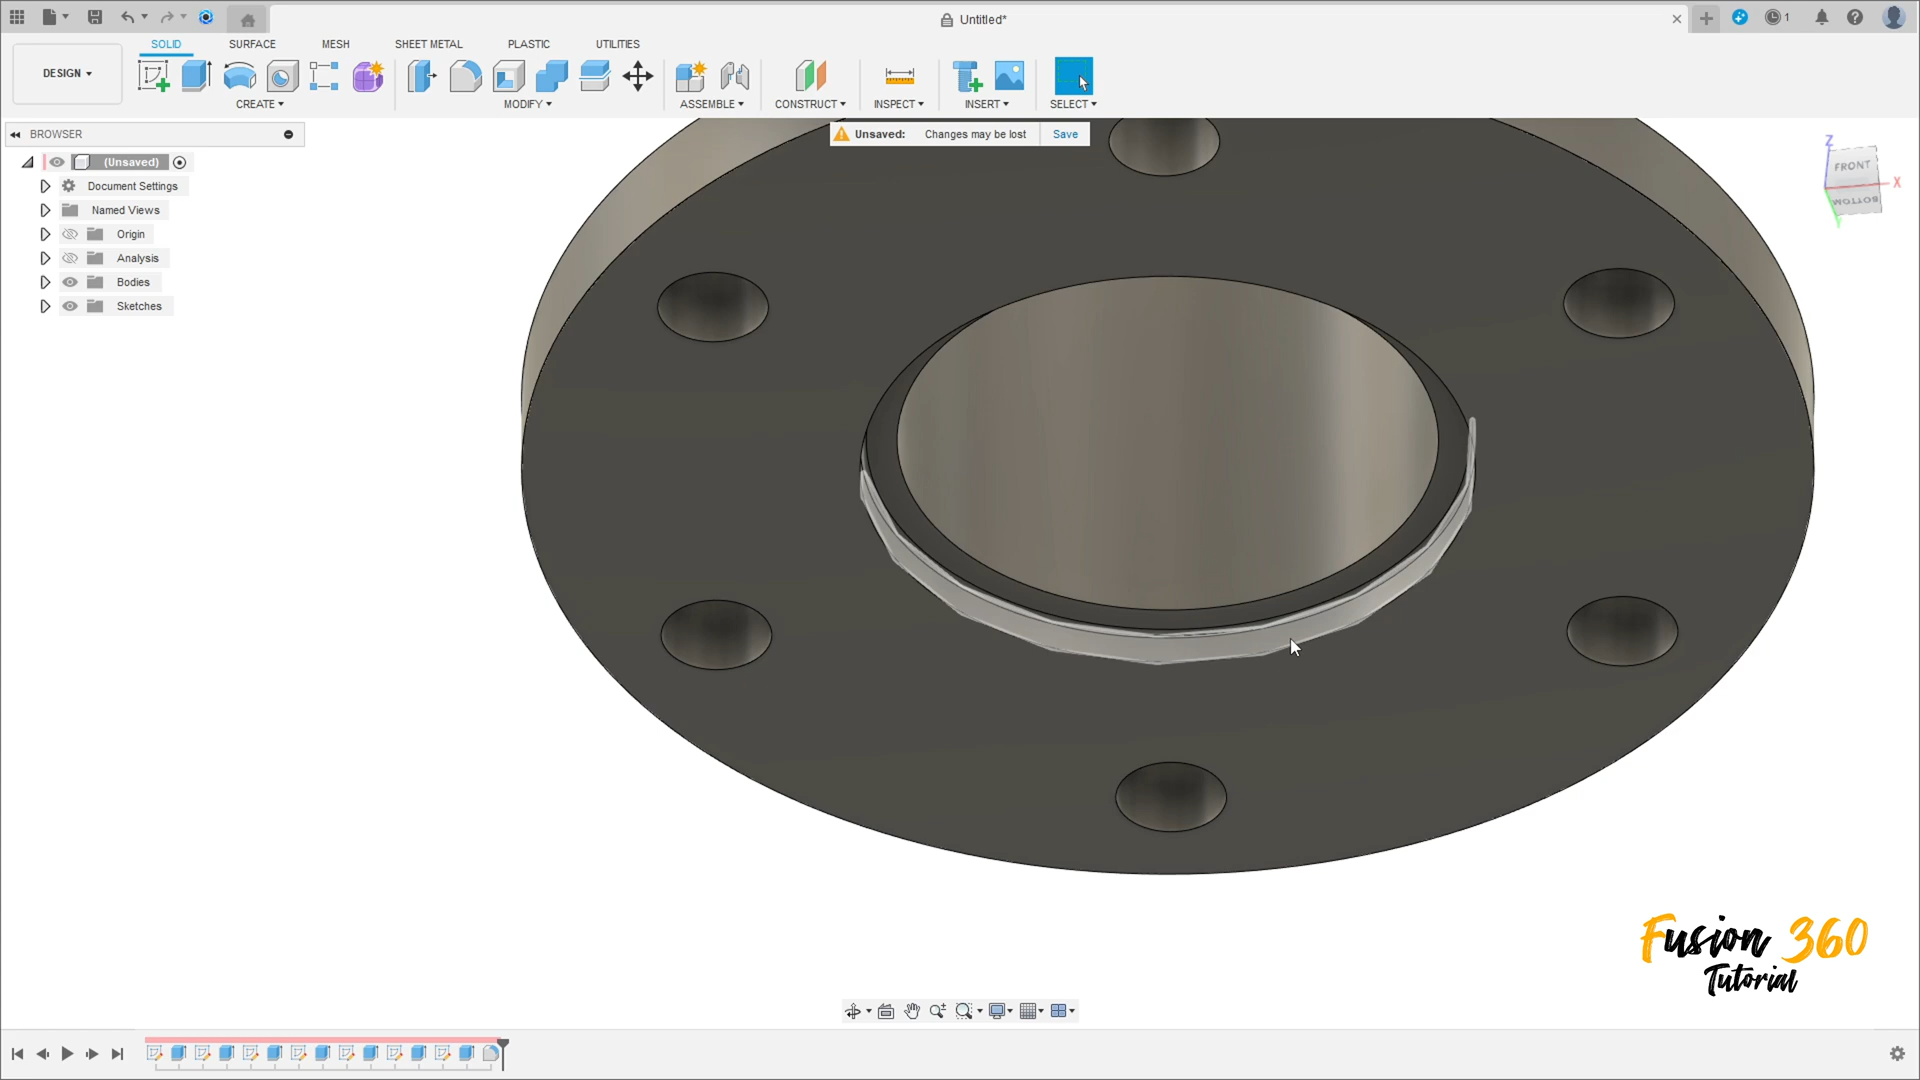 Untitled*
1
DESIGN
SOLID
SURFACE
MESH
SHEET METAL
PLASTIC
UTILITIES
CREATE
MODIFY
ASSEMBLE
CONSTRUCT
INSPECT
INSERT
SELECT
BROWSER
Unsaved: Changes may be lost Save
(Unsaved)
Document Settings
Named Views
Origin
Analysis
Bodies
Sketches
Z
FRONT
X
BOTTOM
Y
Fusion 360
Tutorial